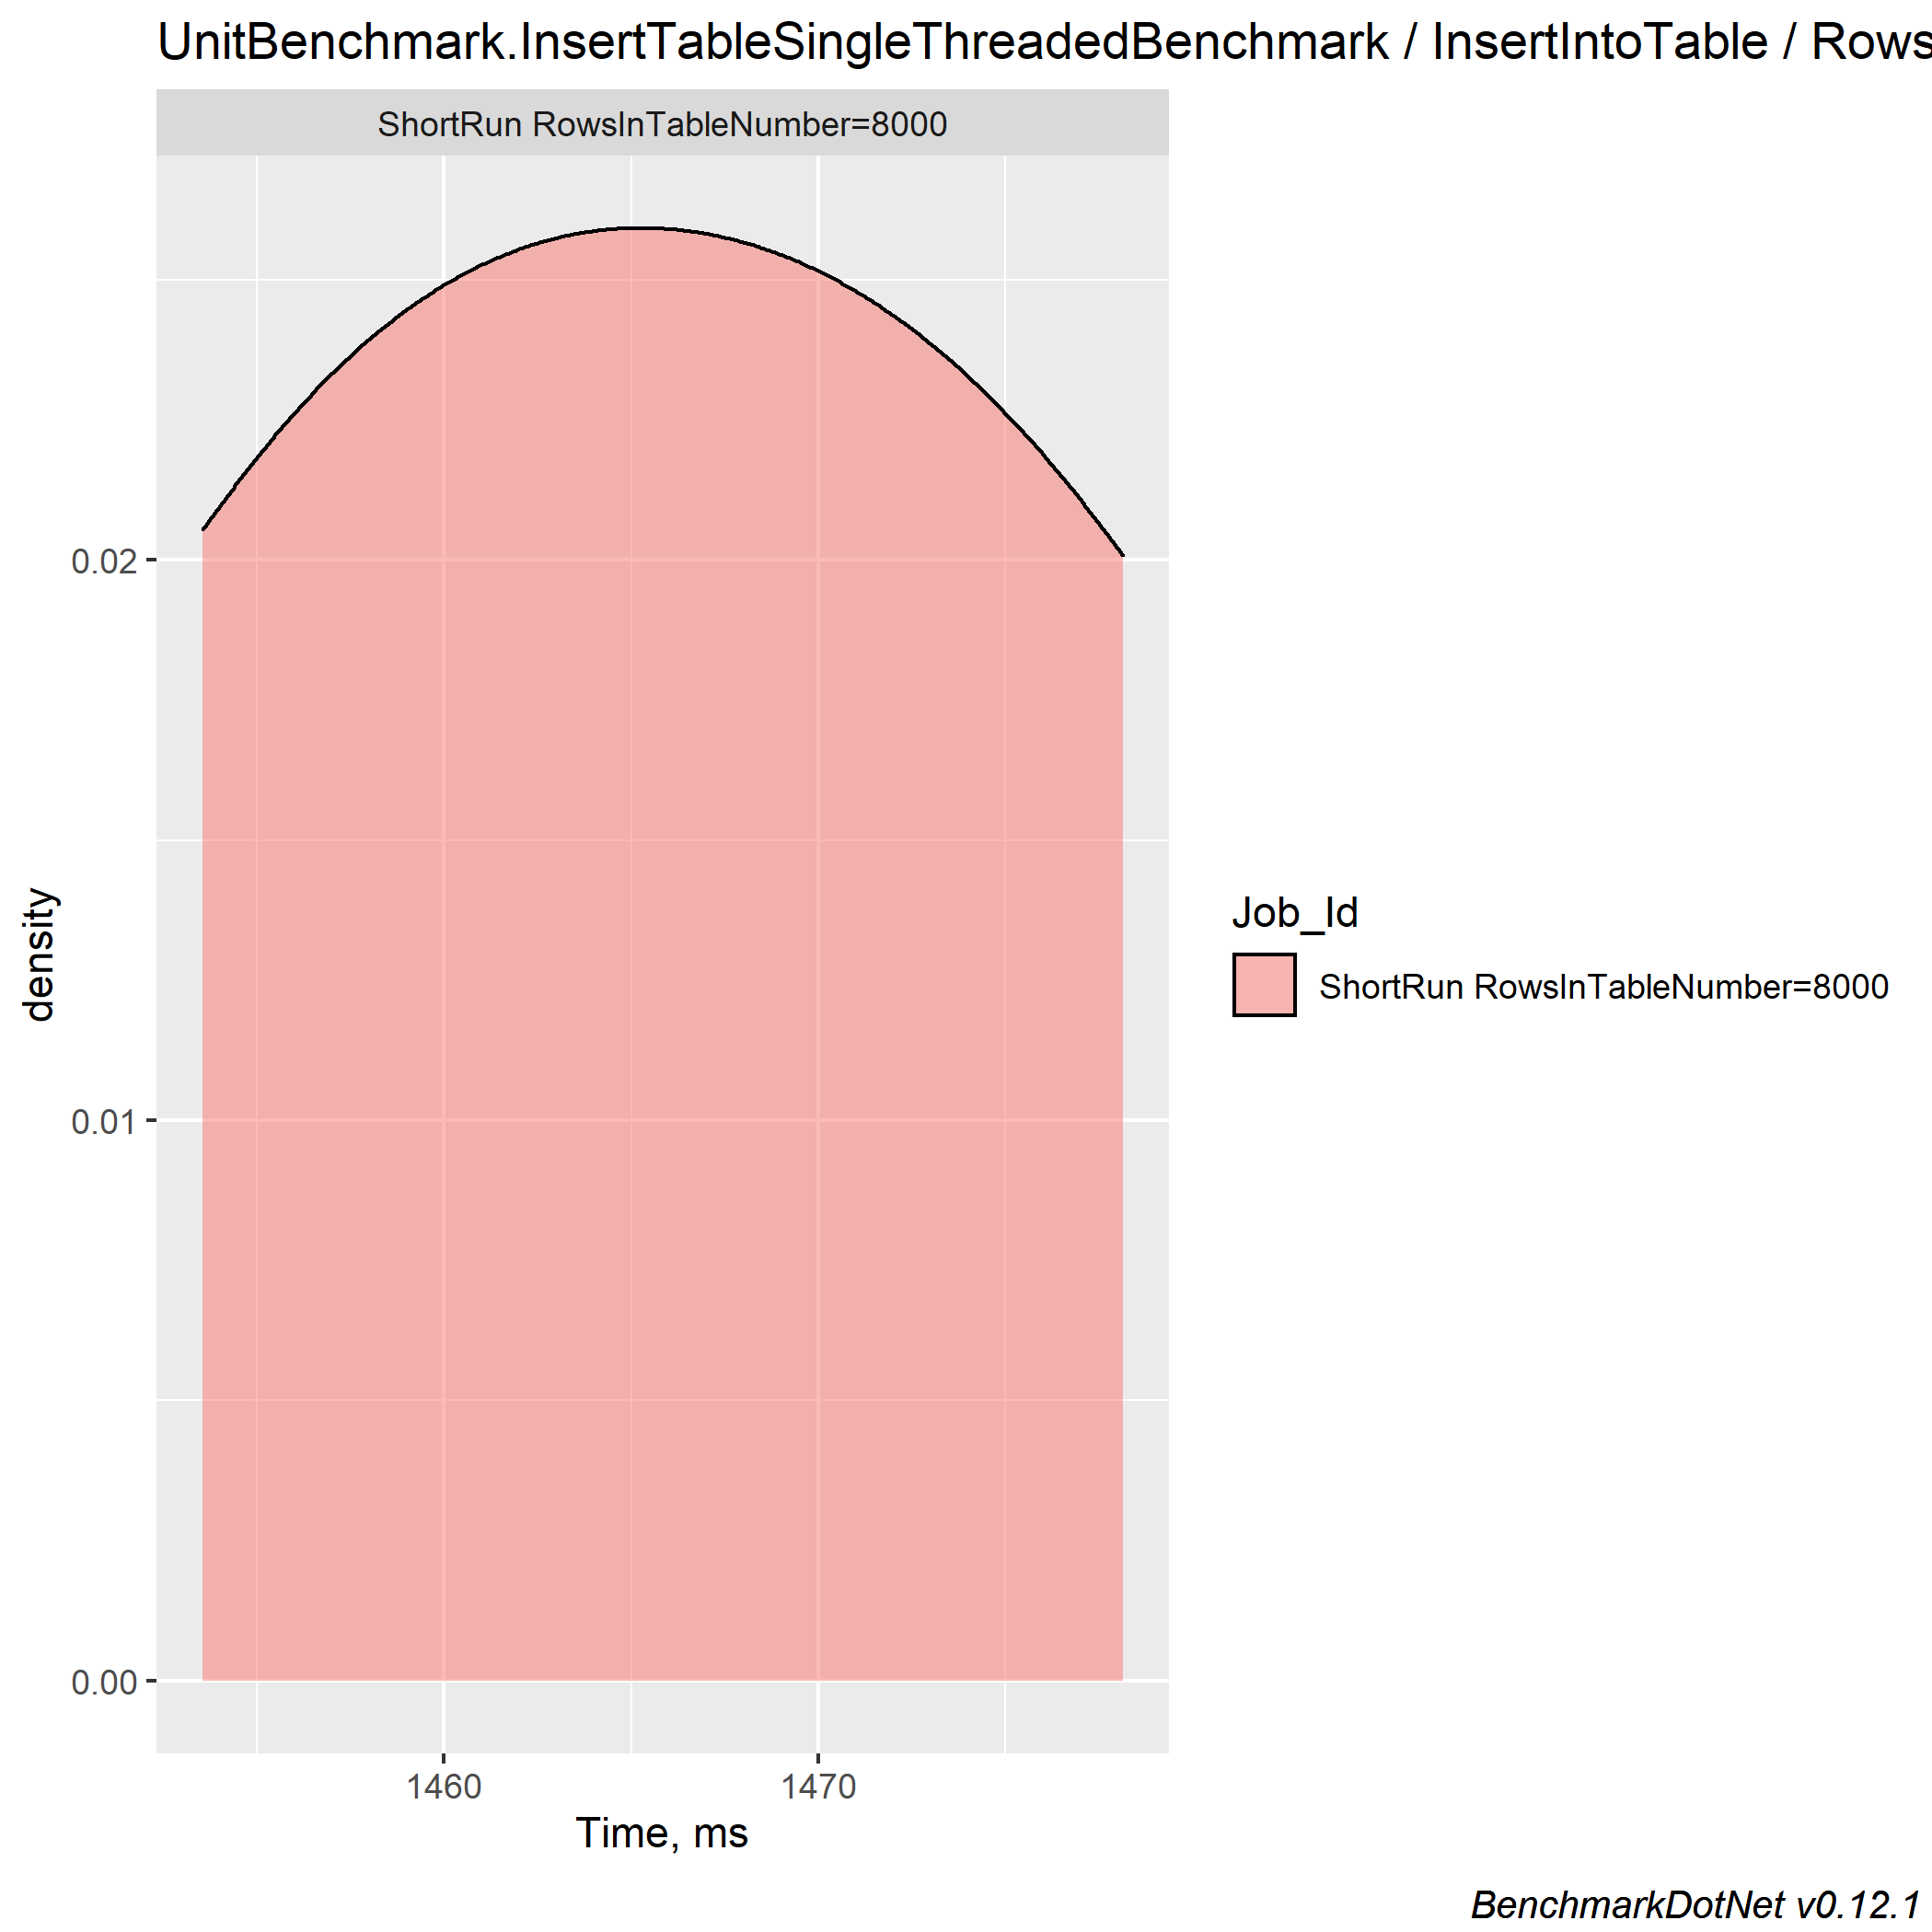 UnitBenchmark.InsertTableSingleThreadedBenchmark / InsertIntoTable / Rows
ShortRun RowsInTableNumber=8000
0.02
0.01
0.00
density
1460
1470
Time, ms
Job_Id
ShortRun RowsInTableNumber=8000
BenchmarkDotNet v0.12.1